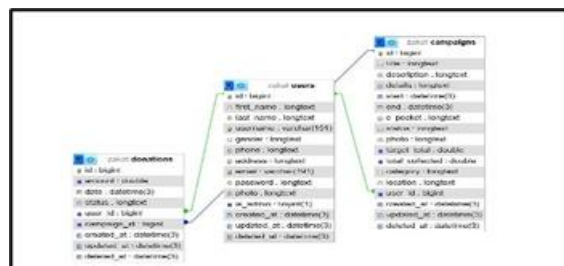 zakat donations
id : bigint
amount : double
date : datetime(3)
status : longtext
user_id : bigint
campaign_id : bigint
created_at : datetime(3)
updated_at : datetime(3)
deleted_at : datetime(3)
zakat users
id : bigint
first_name : longtext
last_name : longtext
username : varchar(191)
gender : longtext
phone : longtext
address : longtext
email : varchar(191)
password : longtext
photo : longtext
is_admin : tinyint(1)
created_at : datetime(3)
updated_at : datetime(3)
deleted_at : datetime(3)
zakat campaigns
id : bigint
title : longtext
description : longtext
details : longtext
start : datetime(3)
end : datetime(3)
e_pocket : longtext
status : longtext
photo : longtext
target_total : double
total_collected : double
category : longtext
location : longtext
user_id : bigint
created_at : datetime(3)
updated_at : datetime(3)
deleted_at : datetime(3)